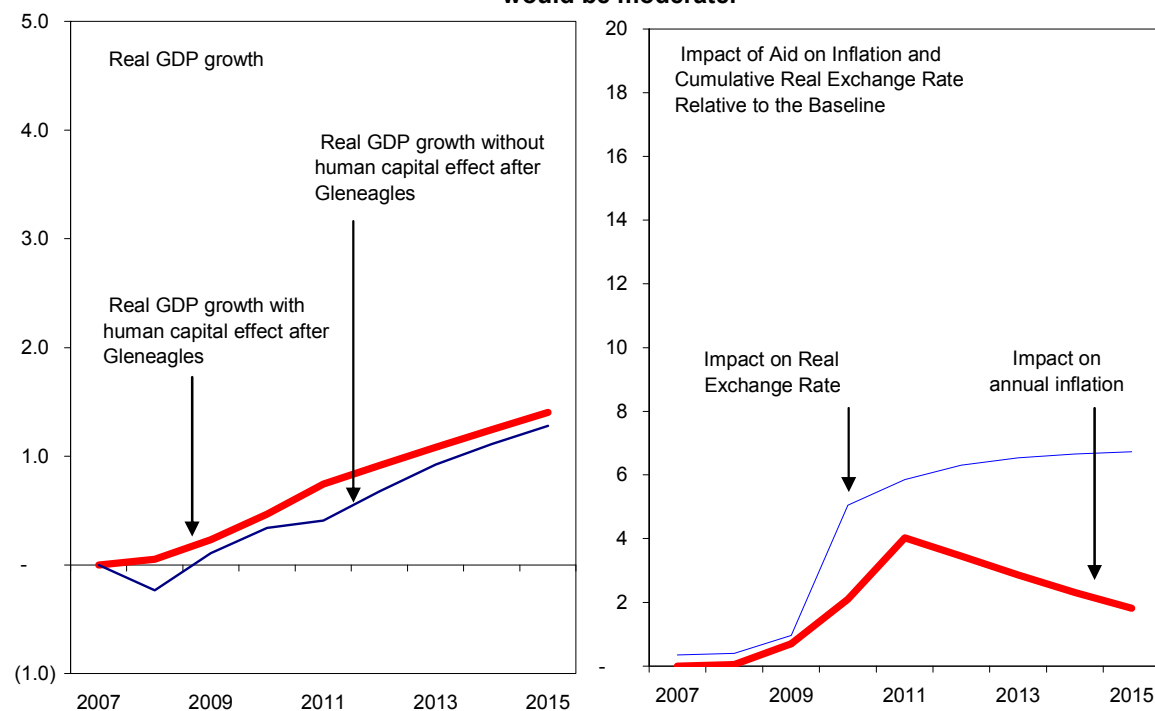 would be moderate.
5.0
4.0
3.0
2.0
1.0
-
(1.0)
Real GDP growth
Real GDP growth without
human capital effect after
Gleneagles
Real GDP growth with
human capital effect after
Gleneagles
2007 2009 2011 2013 2015
20
18
16
14
12
10
8
6
4
2
-
Impact of Aid on Inflation and
Cumulative Real Exchange Rate
Relative to the Baseline
Impact on Real
Exchange Rate
Impact on
annual inflation
2007 2009 2011 2013 2015